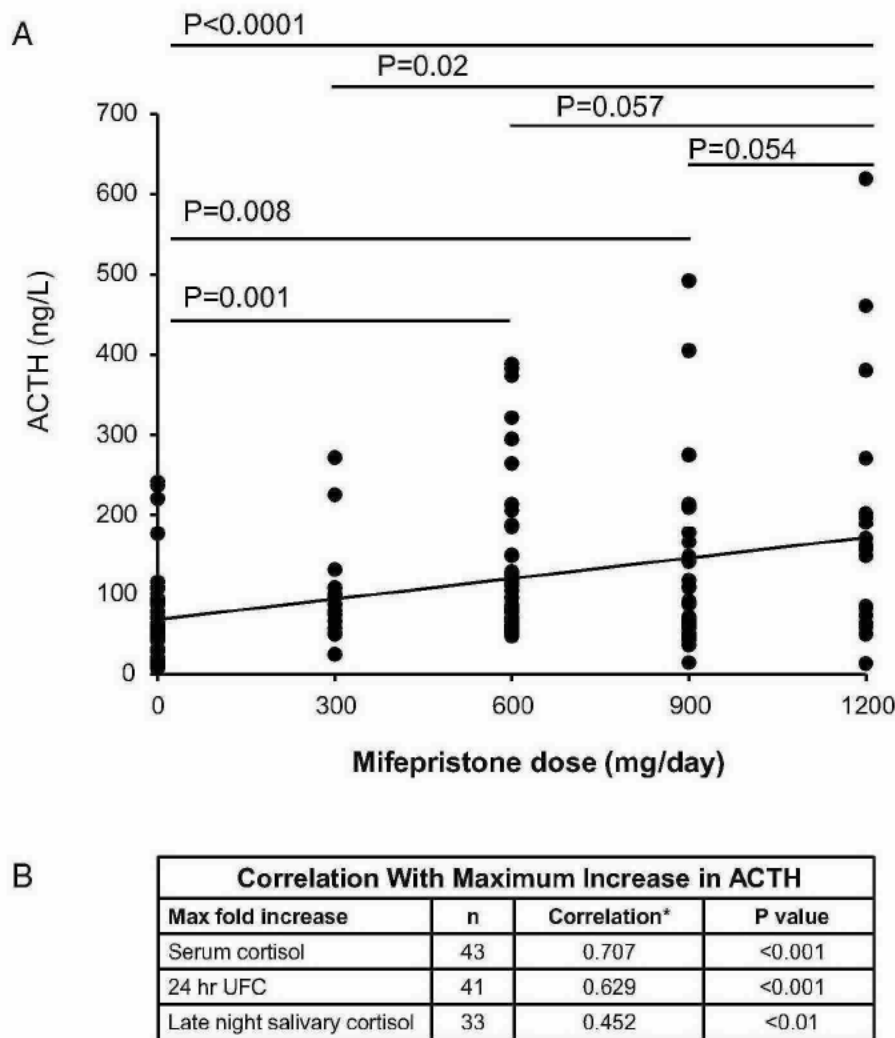 A
P<0.0001
P=0.02
P=0.057
P=0.054
P=0.008
P=0.001
700
600
500
400
300
200
100
0
ACTH (ng/L)
0 300 600 900 1200
Mifepristone dose (mg/day)
B
Correlation With Maximum Increase in ACTH
Max fold increase n Correlation* P value
Serum cortisol 43 0.707 <0.001
24 hr UFC 41 0.629 <0.001
Late night salivary cortisol 33 0.452 <0.01